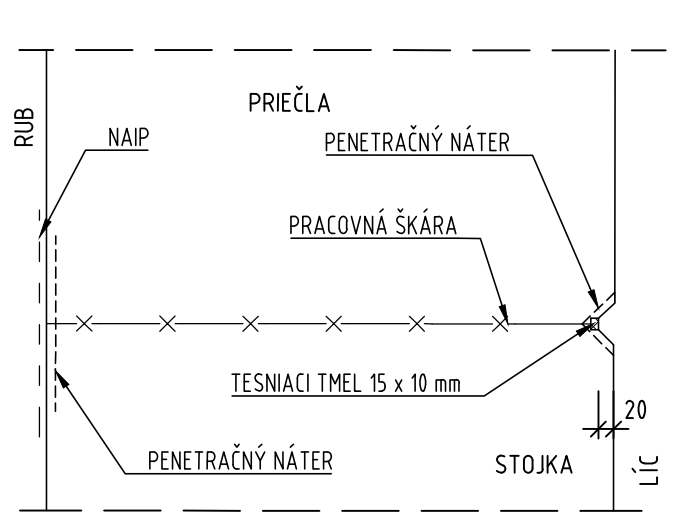 PRIEČLA
RUB
NAIP
PENETRAČNÝ NÁTER
PRACOVNÁ ŠKÁRA
TESNIACI TMEL 15 x 10 mm
20
PENETRAČNÝ NÁTER
STOJKA
LÍC